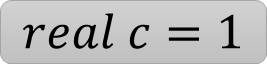 real c = 1